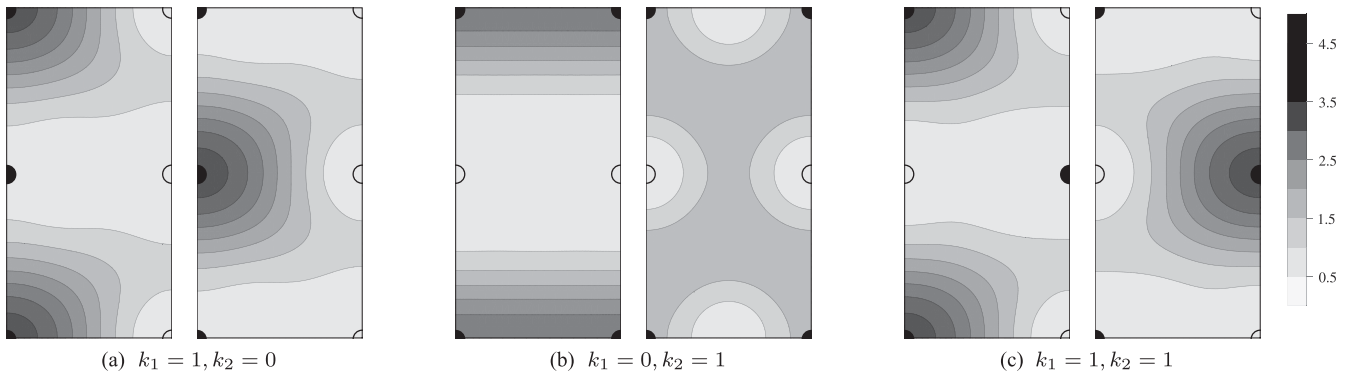 4.5
3.5
2.5
1.5
0.5
(a) k₁ = 1, k₂ = 0
(b) k₁ = 0, k₂ = 1
(c) k₁ = 1, k₂ = 1